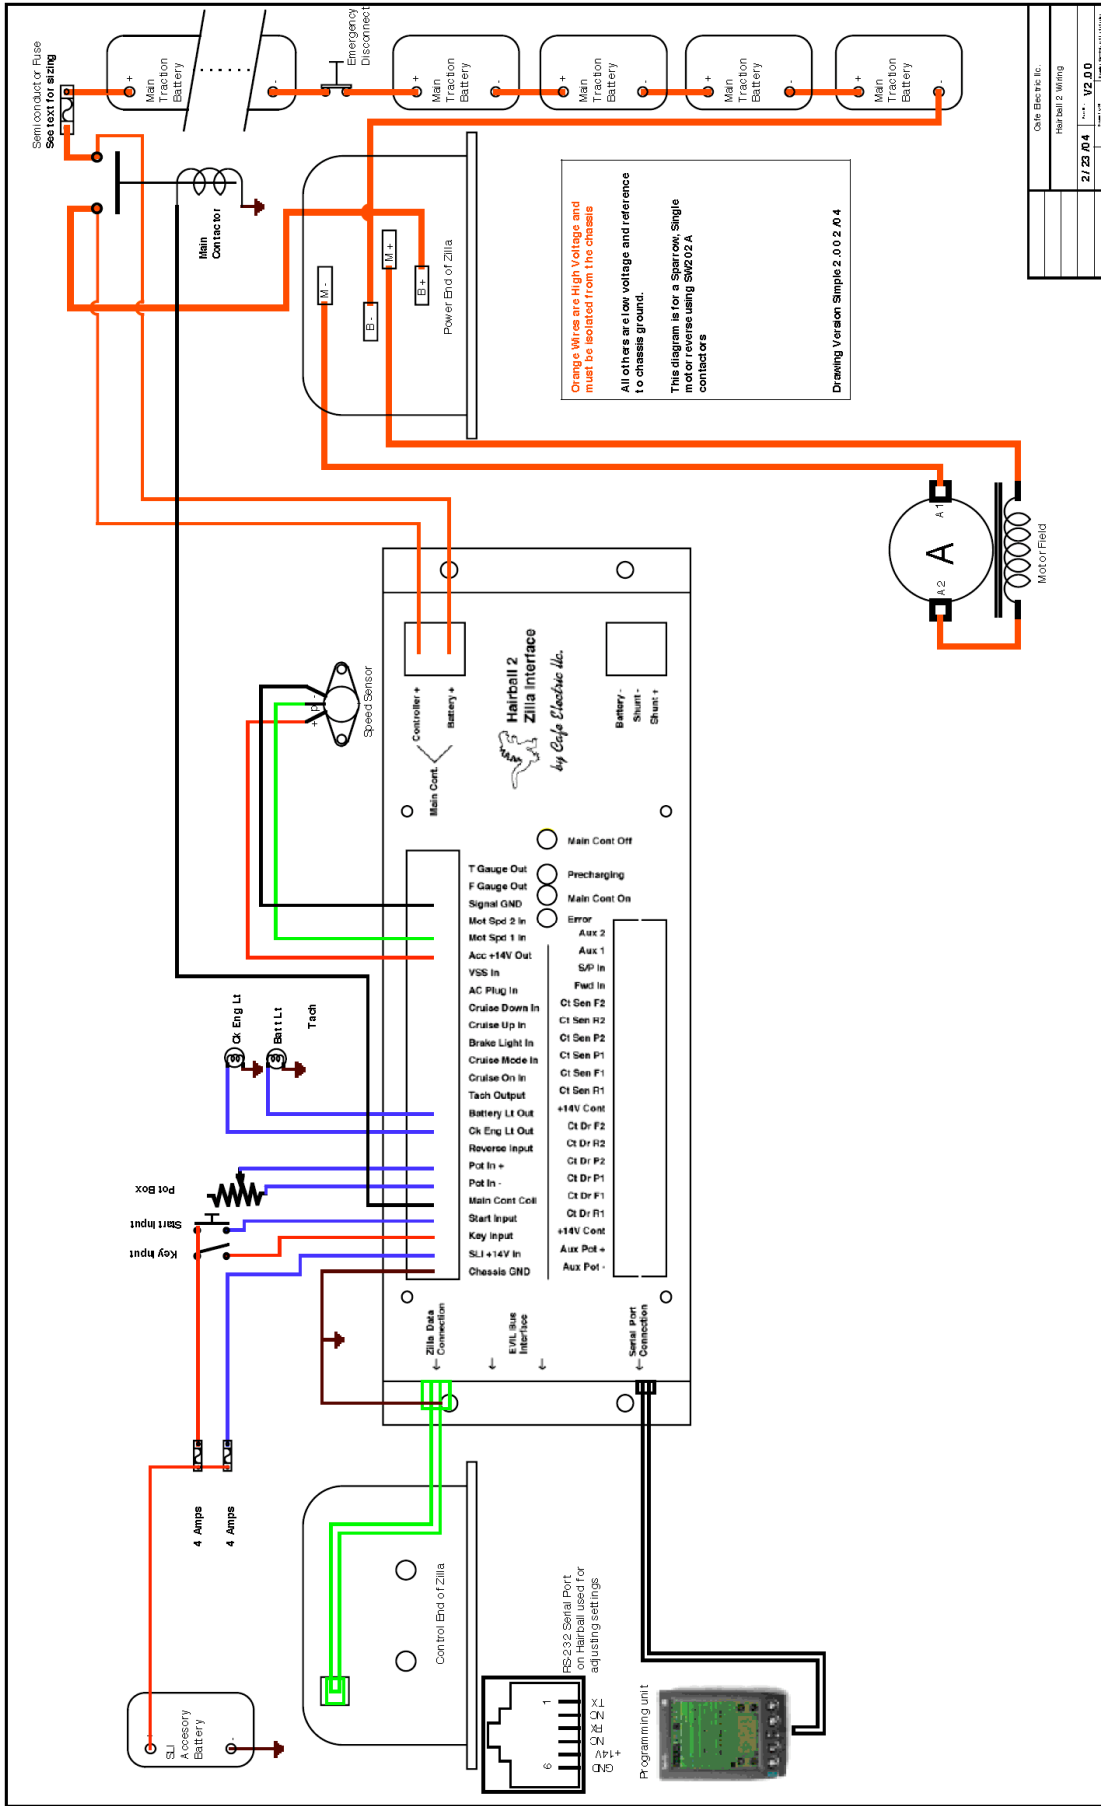 Semiconductor Fuse
See text for sizing
+
Main
Traction
Battery
-
Emergency
Disconnect
+
Main
Traction
Battery
-
+
Main
Traction
Battery
-
+
Main
Traction
Battery
-
+
Main
Traction
Battery
-
Main
Contactor
M -
B -
M +
B +
Power End of Zilla
Orange Wires are High Voltage and
must be isolated from the chassis
All others are low voltage and reference
to chassis ground.
This diagram is for a Sparrow, Single
motor reverse using SW202 A
contactors
Drawing Version Simple 2.00 2/04
Cafe Electric llc.
Hairball 2 Wiring
2/ 23 /04
V2.00
A1
A
A2
Motor Field
+ P -
Speed Sensor
Controller +
Battery +
Main Cont.
Hairball 2
Zilla Interface
by Cafe Electric llc.
Battery -
Shunt -
Shunt +
Main Cont Off
Precharging
Main Cont On
Error
T Gauge Out
F Gauge Out
Signal GND
Mot Spd 2 In
Mot Spd 1 In
Acc +14V Out
VSS In
AC Plug In
Cruise Down In
Cruise Up In
Brake Light In
Cruise Mode In
Cruise On In
Tach Output
Battery Lt Out
Ck Eng Lt Out
Reverse Input
Pot In +
Pot In -
Main Cont Coil
Start Input
Key Input
SLI +14V In
Chassis GND
Aux 2
Aux 1
S/P In
Fwd In
Ct Sen F2
Ct Sen R2
Ct Sen P2
Ct Sen P1
Ct Sen F1
Ct Sen R1
+14V Cont
Ct Dr F2
Ct Dr R2
Ct Dr P2
Ct Dr P1
Ct Dr F1
Ct Dr R1
+14V Cont
Aux Pot +
Aux Pot -
Zilla Data
Connection
EVIL Bus
Interface
Serial Port
Connection
Ck Eng Lt
Batt Lt
Tach
Pot Box
Start Input
Key Input
4 Amps
4 Amps
SLI
Accesory
Battery
-
Control End of Zilla
RS-232 Serial Port
on Hairball used for
adjusting settings
1
6
TX
NC
RX
NC
+14V
GND
Programming unit